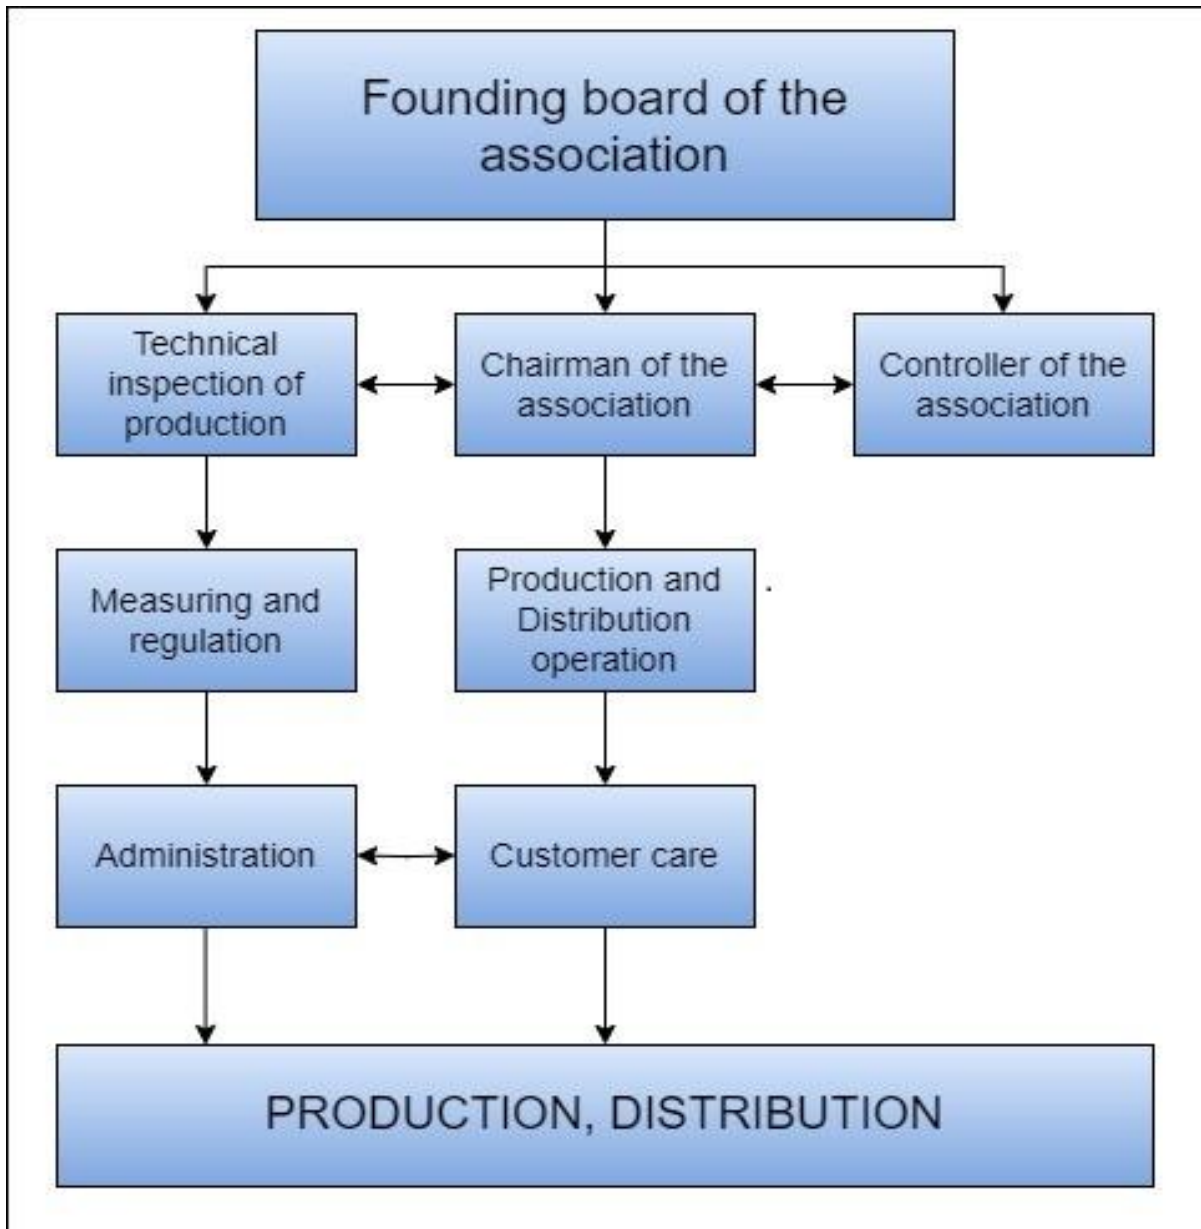 Founding board of the
association
Technical
inspection of
production
Chairman of the
association
Controller of the
association
Measuring and
regulation
Production and
Distribution
operation
.
Administration
Customer care
PRODUCTION, DISTRIBUTION